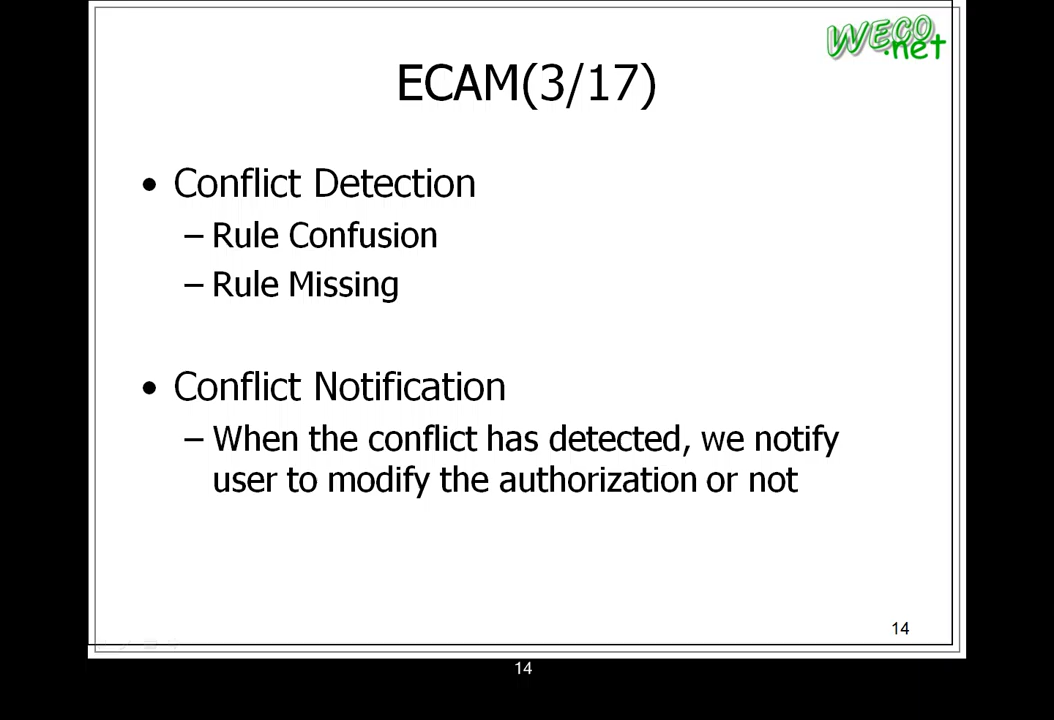 WECO
.net
ECAM(3/17)
• Conflict Detection
– Rule Confusion
– Rule Missing
• Conflict Notification
– When the conflict has detected, we notify
user to modify the authorization or not
14
14